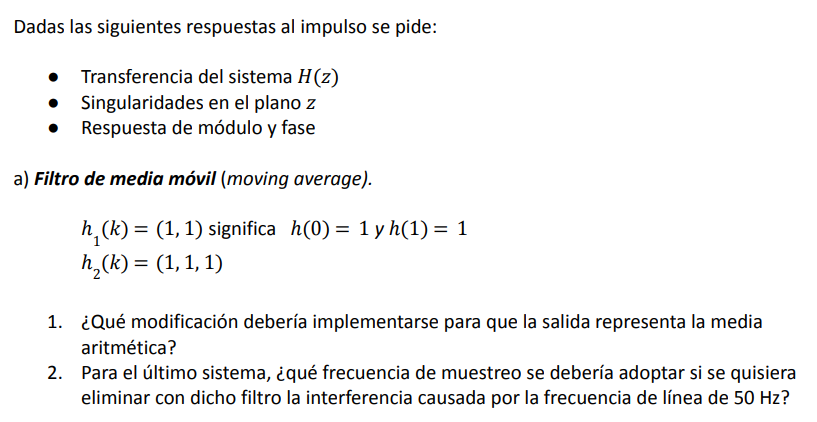 Dadas las siguientes respuestas al impulso se pide:
● Transferencia del sistema H(z)
● Singularidades en el plano z
● Respuesta de módulo y fase
a) Filtro de media móvil (moving average).
h₁(k) = (1, 1) significa h(0) = 1 y h(1) = 1
h₂(k) = (1, 1, 1)
1. ¿Qué modificación debería implementarse para que la salida representa la media
aritmética?
2. Para el último sistema, ¿qué frecuencia de muestreo se debería adoptar si se quisiera
eliminar con dicho filtro la interferencia causada por la frecuencia de línea de 50 Hz?